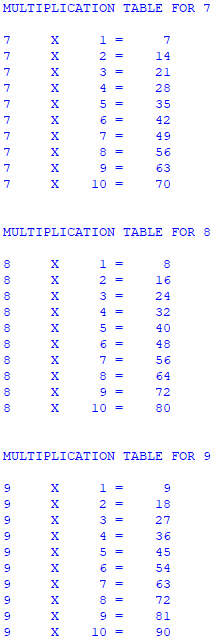 MULTIPLICATION TABLE FOR 7
7 X 1 = 7
7 X 2 = 14
7 X 3 = 21
7 X 4 = 28
7 X 5 = 35
7 X 6 = 42
7 X 7 = 49
7 X 8 = 56
7 X 9 = 63
7 X 10 = 70
MULTIPLICATION TABLE FOR 8
8 X 1 = 8
8 X 2 = 16
8 X 3 = 24
8 X 4 = 32
8 X 5 = 40
8 X 6 = 48
8 X 7 = 56
8 X 8 = 64
8 X 9 = 72
8 X 10 = 80
MULTIPLICATION TABLE FOR 9
9 X 1 = 9
9 X 2 = 18
9 X 3 = 27
9 X 4 = 36
9 X 5 = 45
9 X 6 = 54
9 X 7 = 63
9 X 8 = 72
9 X 9 = 81
9 X 10 = 90